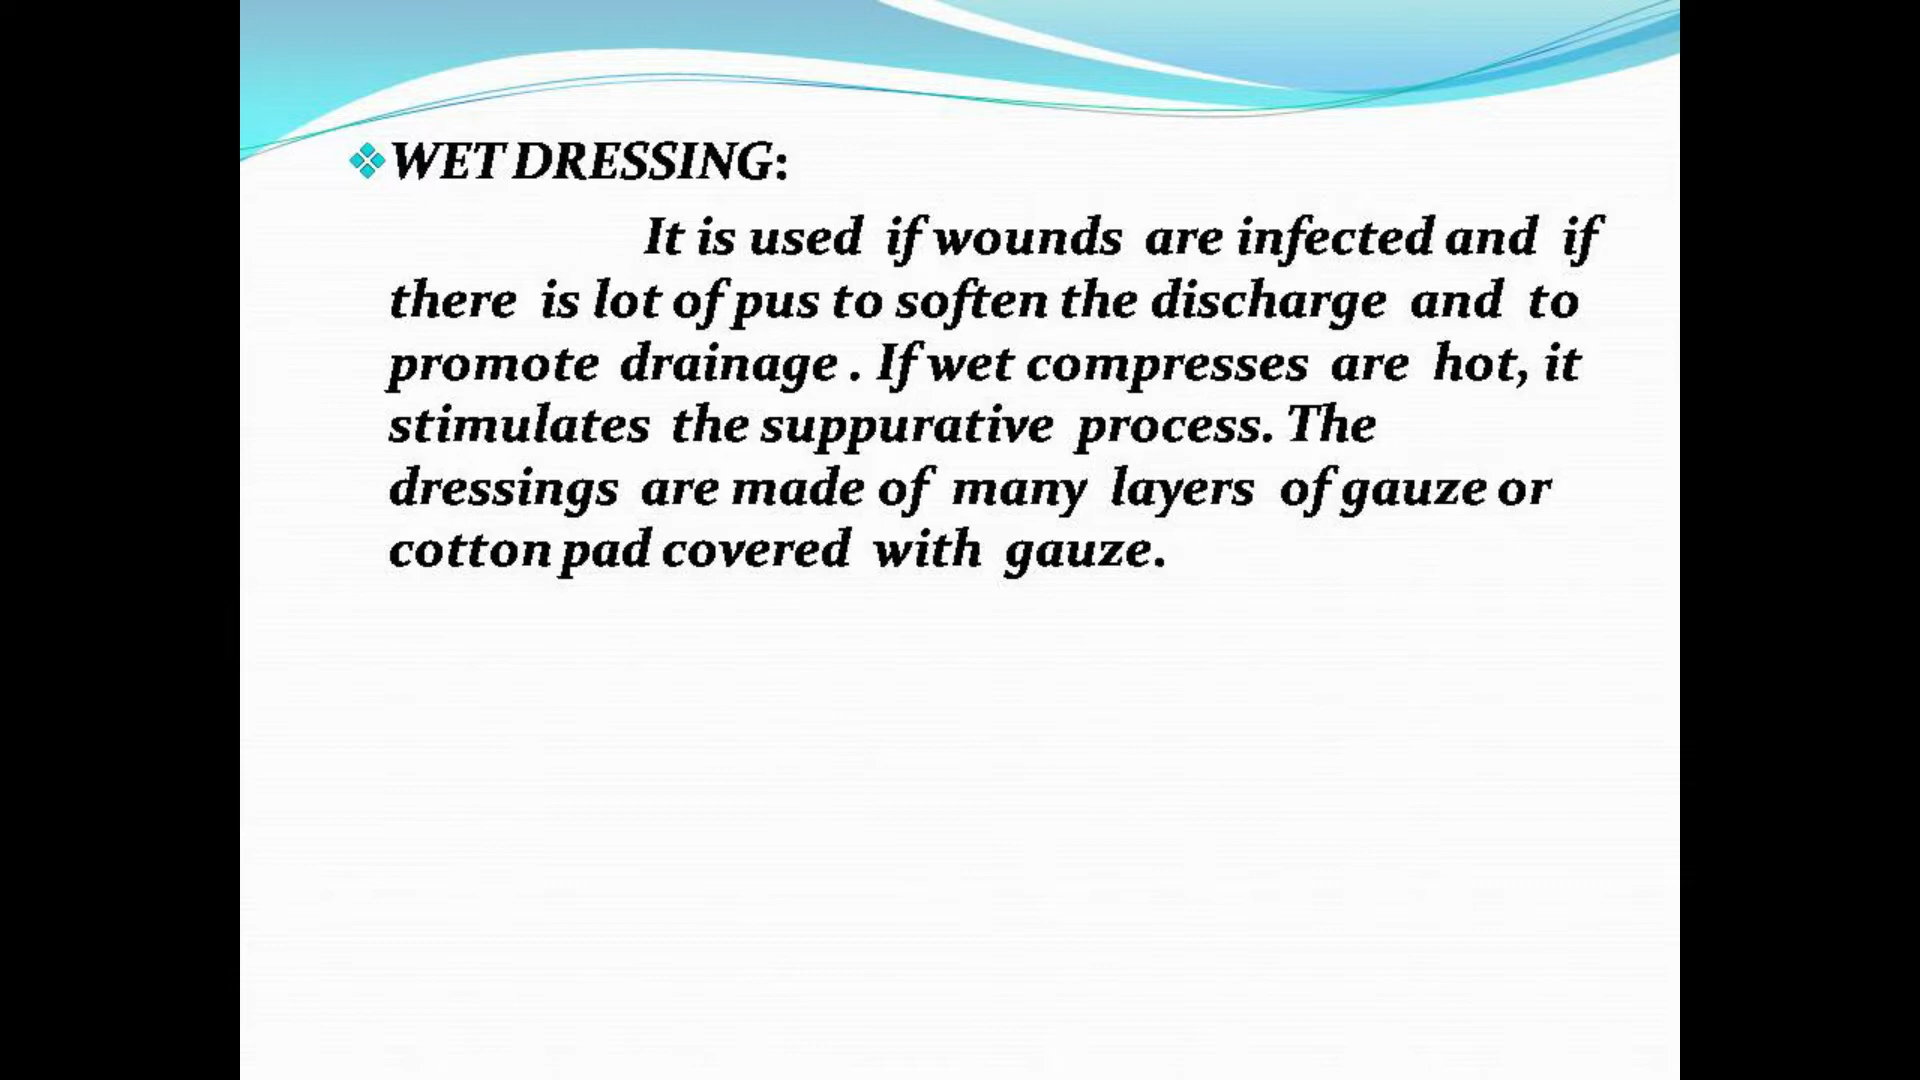 WET DRESSING:
It is used if wounds are infected and if
there is lot of pus to soften the discharge and to
promote drainage . If wet compresses are hot, it
stimulates the suppurative process. The
dressings are made of many layers of gauze or
cotton pad covered with gauze.